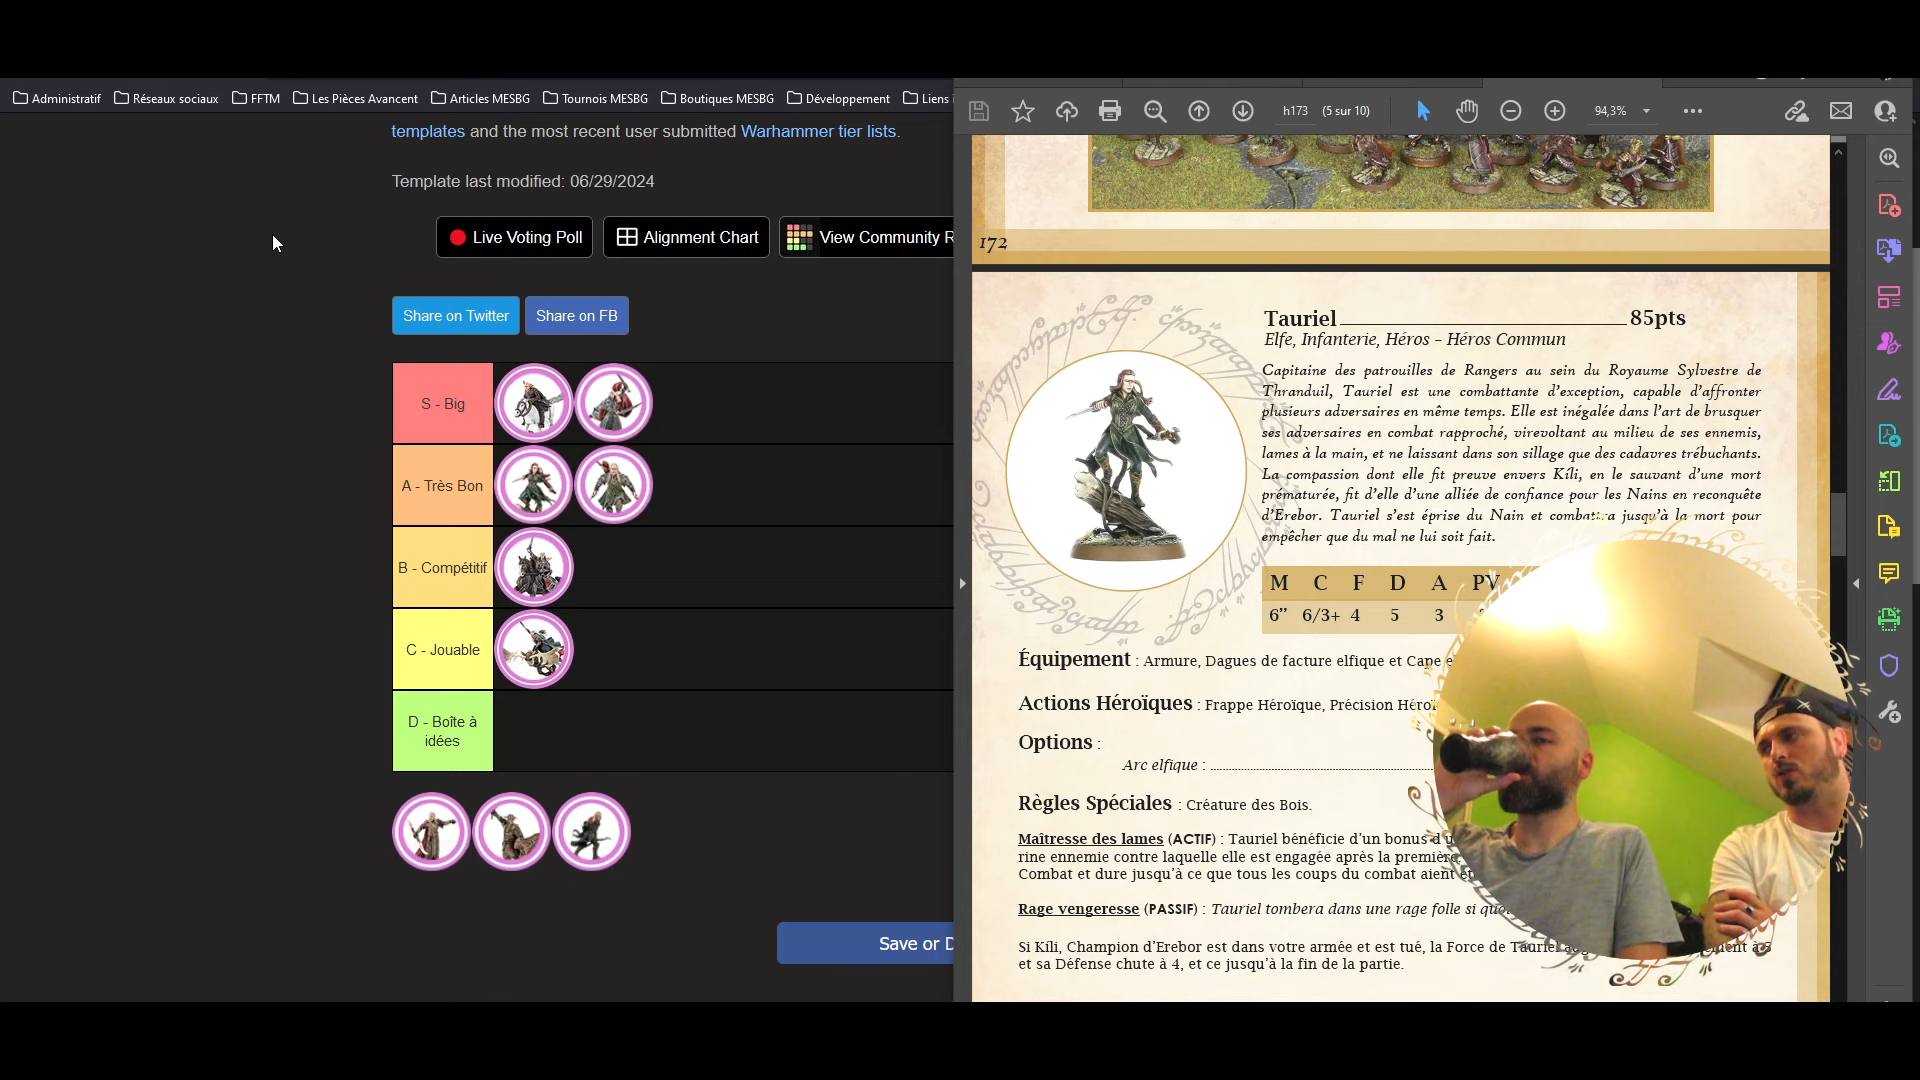 Administratif Réseaux sociaux FFTM Les Pièces Avancent Articles MESBG Tournois MESBG Boutiques MESBG Développement Liens
templates and the most recent user submitted Warhammer tier lists.
Template last modified: 06/29/2024
Live Voting Poll Alignment Chart View Community R
Share on Twitter Share on FB
S - Big
A - Très Bon
B - Compétitif
C - Jouable
D - Boîte à
idées
Save or D
h173 (5 sur 10) 94,3%
172
Tauriel 85pts
Elfe, Infanterie, Héros – Héros Commun
Capitaine des patrouilles de Rangers au sein du Royaume Sylvestre de
Thranduil, Tauriel est une combattante d'exception, capable d'affronter
plusieurs adversaires en même temps. Elle est inégalée dans l'art de brusquer
ses adversaires en combat rapproché, virevoltant au milieu de ses ennemis,
lames à la main, et ne laissant dans son sillage que des cadavres trébuchants.
La compassion dont elle fit preuve envers Kíli, en le sauvant d'une mort
prématurée, fit d'elle d'une alliée de confiance pour les Nains en reconquête
d'Erebor. Tauriel s'est éprise du Nain et combattra jusqu'à la mort pour
empêcher que du mal ne lui soit fait.
M C F D A PV
6” 6/3+ 4 5 3
Équipement : Armure, Dagues de facture elfique et Cape
Actions Héroïques : Frappe Héroïque, Précision
Options :
Arc elfique :
Règles Spéciales : Créature des Bois.
Maîtresse des lames (ACTIF) : Tauriel bénéficie d'un bonus
rine ennemie contre laquelle elle est engagée après la première
Combat et dure jusqu'à ce que tous les coups du combat aient
Rage vengeresse (PASSIF) : Tauriel tombera dans une rage folle si
Si Kíli, Champion d'Erebor est dans votre armée et est tué, la Force de Tauriel à 5
et sa Défense chute à 4, et ce jusqu'à la fin de la partie.